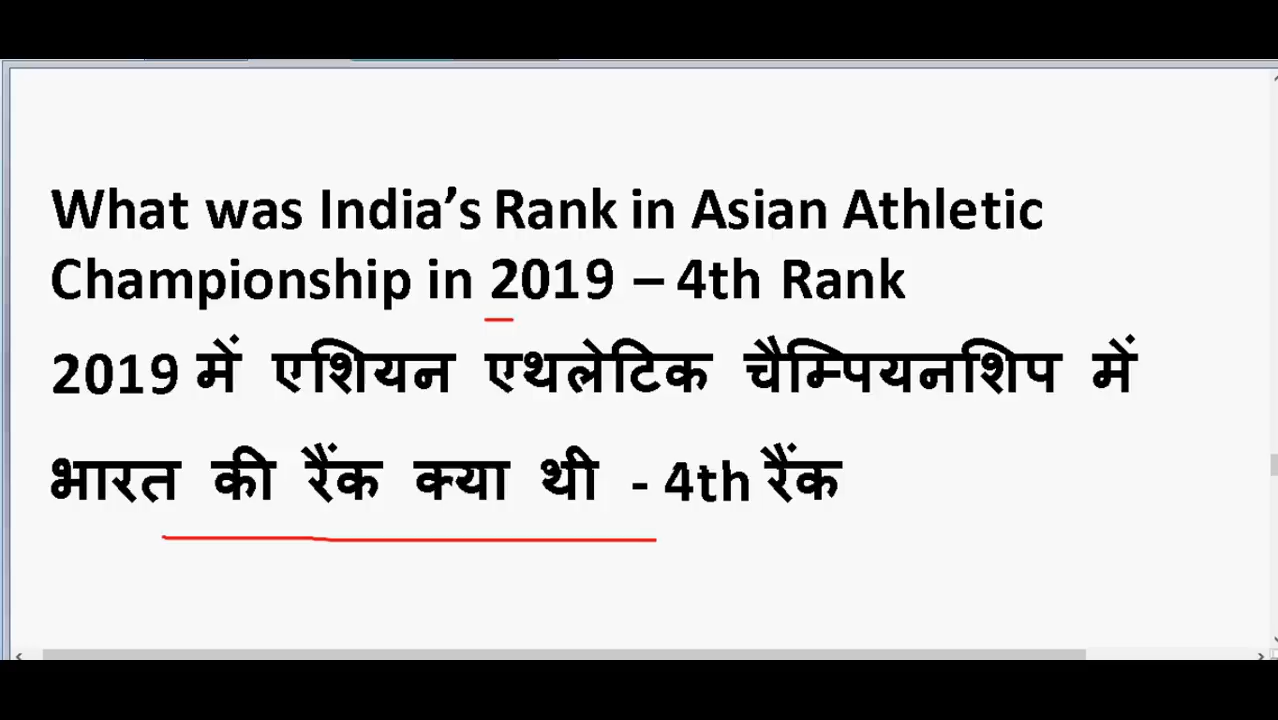 What was India’s Rank in Asian Athletic
Championship in 2019 – 4th Rank
2019 में एशियन एथलेटिक चैम्पियनशिप में
भारत की रैंक क्या थी - 4th रैंक